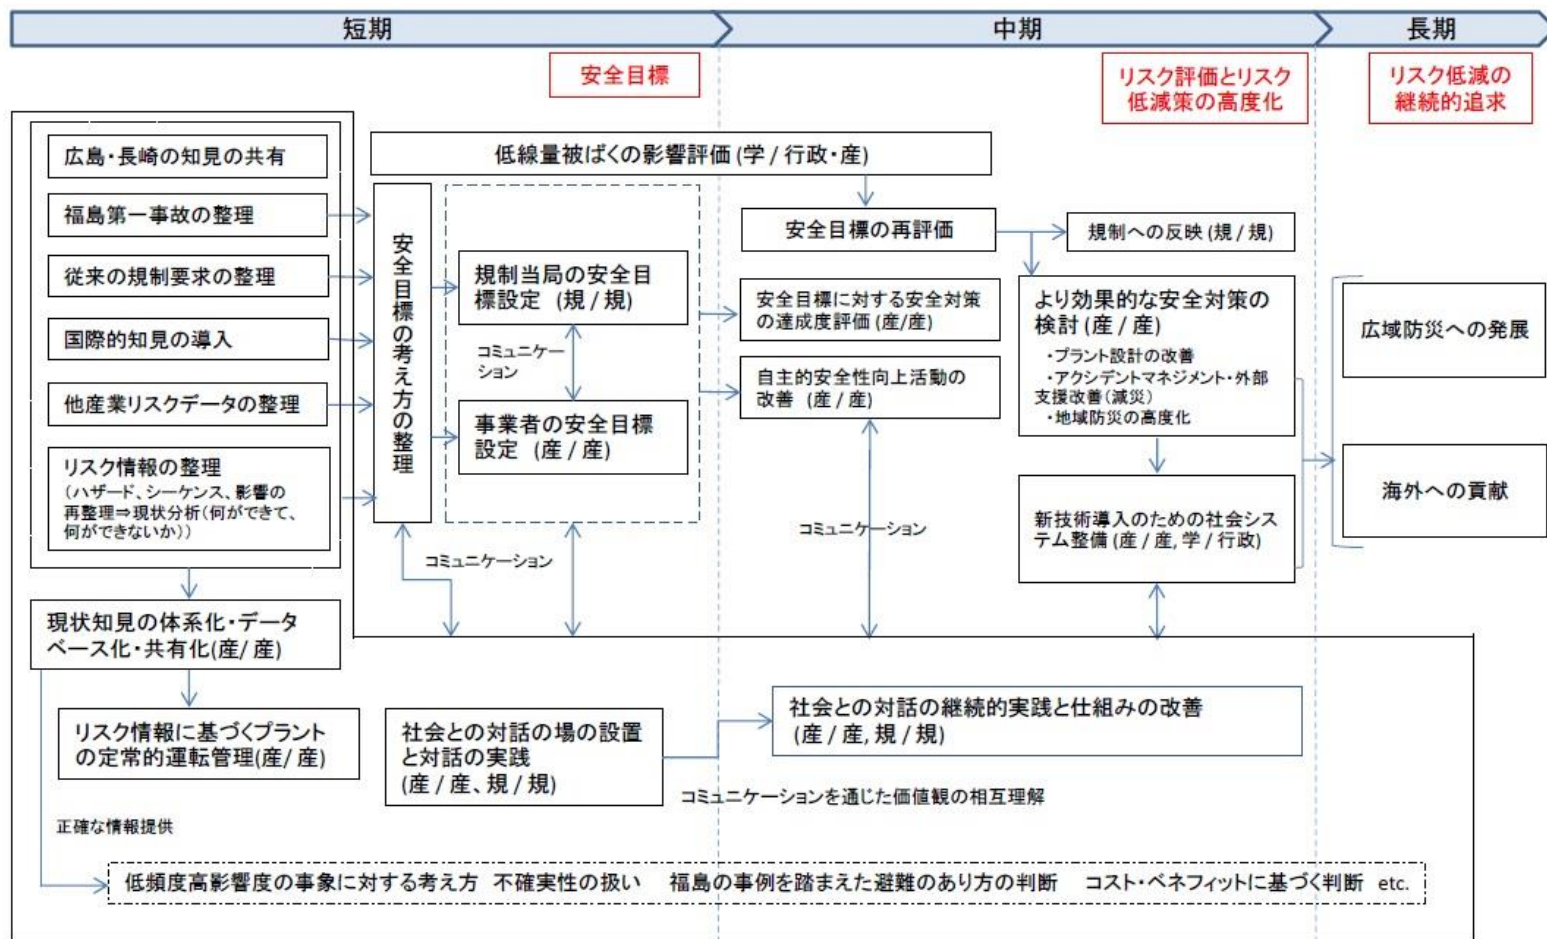 短期
中期
長期
安全目標
リスク評価とリスク
低減策の高度化
リスク低減の
継続的追求
広島・長崎の知見の共有
福島第一事故の整理
従来の規制要求の整理
国際的知見の導入
他産業リスクデータの整理
リスク情報の整理
(ハザード、シーケンス、影響の
再整理⇒現状分析(何ができて、
何ができないか))
現状知見の体系化・データ
ベース化・共有化(産/ 産)
リスク情報に基づくプラント
の定常的運転管理(産/ 産)
正確な情報提供
低線量被ばくの影響評価 (学 / 行政・産)
安全目標の考え方の整理
規制当局の安全目
標設定 (規 / 規)
コミュニケー
ション
事業者の安全目標
設定 (産 / 産)
コミュニケーション
安全目標の再評価
規制への反映 (規 / 規)
安全目標に対する安全対策
の達成度評価 (産/産)
自主的安全性向上活動の
改善 (産 / 産)
コミュニケーション
より効果的な安全対策の
検討 (産 / 産)
・プラント設計の改善
・アクシデントマネジメント・外部
支援改善(減災)
・地域防災の高度化
新技術導入のための社会シス
テム整備 (産 / 産, 学 / 行政)
広域防災への発展
海外への貢献
社会との対話の場の設置
と対話の実践
(産 / 産、規 / 規)
社会との対話の継続的実践と仕組みの改善
(産 / 産, 規 / 規)
コミュニケーションを通じた価値観の相互理解
低頻度高影響度の事象に対する考え方 不確実性の扱い 福島の事例を踏まえた避難のあり方の判断 コスト・ベネフィットに基づく判断 etc.